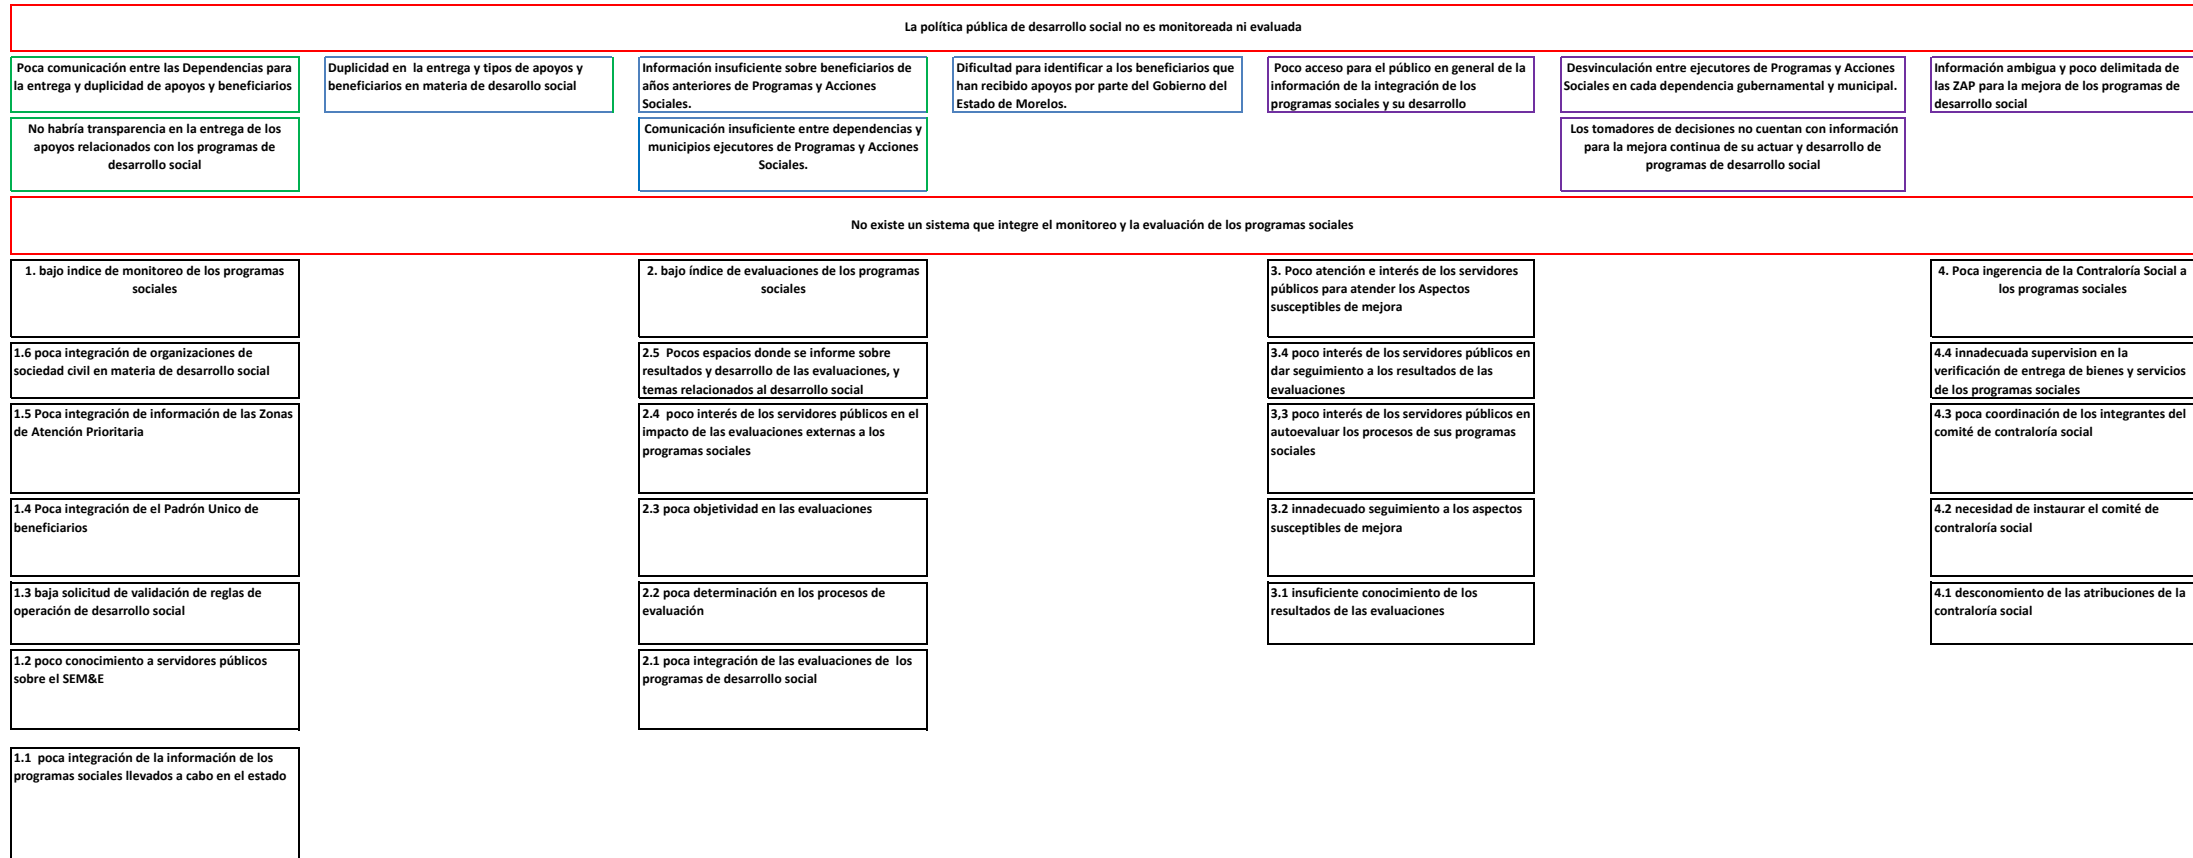 La política pública de desarrollo social no es monitoreada ni evaluada
Poca comunicación entre las Dependencias para
la entrega y duplicidad de apoyos y beneficiarios
Duplicidad en  la entrega y tipos de apoyos y
beneficiarios en materia de desarollo social
Información insuficiente sobre beneficiarios de
años anteriores de Programas y Acciones
Sociales.
Dificultad para identificar a los beneficiarios que
han recibido apoyos por parte del Gobierno del
Estado de Morelos.
Poco acceso para el público en general de la
información de la integración de los
programas sociales y su desarrollo
Desvinculación entre ejecutores de Programas y Acciones
Sociales en cada dependencia gubernamental y municipal.
Información ambigua y poco delimitada de
las ZAP para la mejora de los programas de
desarrollo social
No habría transparencia en la entrega de los
apoyos relacionados con los programas de
desarrollo social
Comunicación insuficiente entre dependencias y
municipios ejecutores de Programas y Acciones
Sociales.
Los tomadores de decisiones no cuentan con información
para la mejora continua de su actuar y desarrollo de
programas de desarrollo social
No existe un sistema que integre el monitoreo y la evaluación de los programas sociales
1. bajo indice de monitoreo de los programas
sociales
2. bajo índice de evaluaciones de los programas
sociales
3. Poco atención e interés de los servidores
públicos para atender los Aspectos
susceptibles de mejora
4. Poca ingerencia de la Contraloría Social a
los programas sociales
1.6 poca integración de organizaciones de
sociedad civil en materia de desarrollo social
2.5  Pocos espacios donde se informe sobre
resultados y desarrollo de las evaluaciones, y
temas relacionados al desarrollo social
3.4 poco interés de los servidores públicos en
dar seguimiento a los resultados de las
evaluaciones
4.4 innadecuada supervision en la
verificación de entrega de bienes y servicios
de los programas sociales
1.5 Poca integración de información de las Zonas
de Atención Prioritaria
2.4  poco interés de los servidores públicos en el
impacto de las evaluaciones externas a los
programas sociales
3,3 poco interés de los servidores públicos en
autoevaluar los procesos de sus programas
sociales
4.3 poca coordinación de los integrantes del
comité de contraloría social
1.4 Poca integración de el Padrón Unico de
beneficiarios
2.3 poca objetividad en las evaluaciones
3.2 innadecuado seguimiento a los aspectos
susceptibles de mejora
4.2 necesidad de instaurar el comité de
contraloría social
1.3 baja solicitud de validación de reglas de
operación de desarrollo social
2.2 poca determinación en los procesos de
evaluación
3.1 insuficiente conocimiento de los
resultados de las evaluaciones
4.1 desconomiento de las atribuciones de la
contraloría social
1.2 poco conocimiento a servidores públicos
sobre el SEM&E
2.1 poca integración de las evaluaciones de  los
programas de desarrollo social
1.1  poca integración de la información de los
programas sociales llevados a cabo en el estado